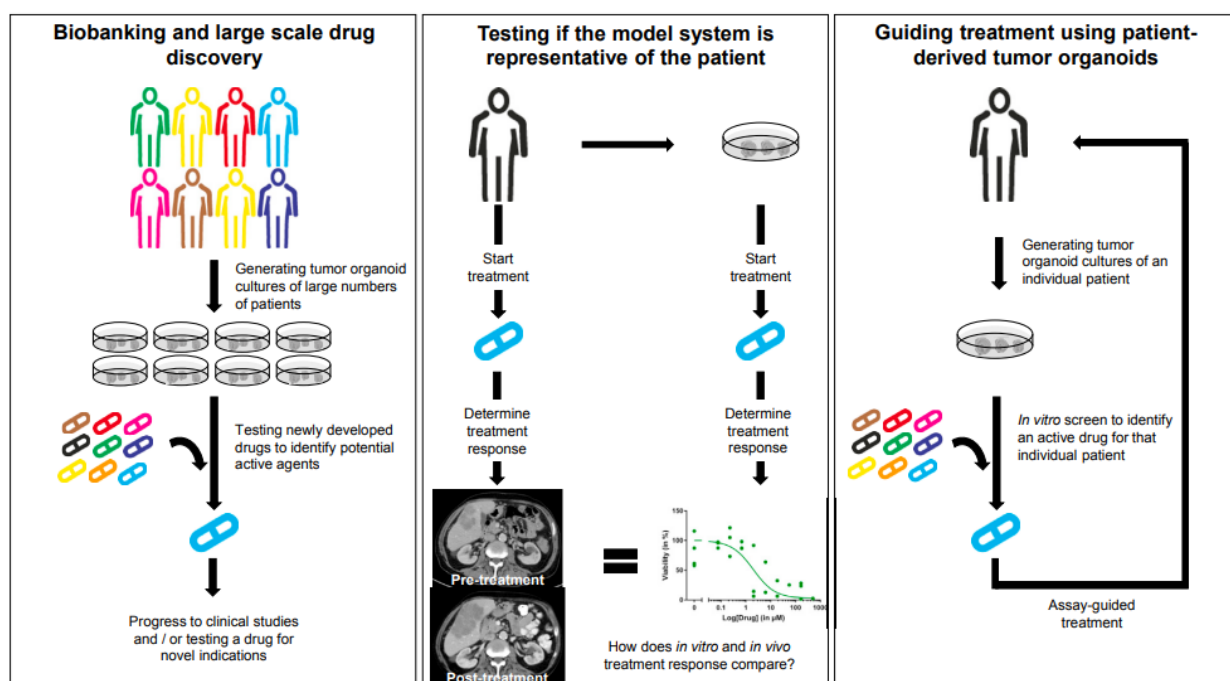 Biobanking and large scale drug
discovery
Generating tumor organoid
cultures of large numbers
of patients
Testing newly developed
drugs to identify potential
active agents
Progress to clinical studies
and / or testing a drug for
novel indications
Testing if the model system is
representative of the patient
Start
treatment
Start
treatment
Determine
treatment
response
Determine
treatment
response
Pre-treatment
Post-treatment
150
100
50
0
Viability (in %)
0
0.1
1
10
100
1000
Log[Drug] (in µM)
How does in vitro and in vivo
treatment response compare?
Guiding treatment using patient-
derived tumor organoids
Generating tumor
organoid cultures of an
individual patient
In vitro screen to identify
an active drug for that
individual patient
Assay-guided
treatment